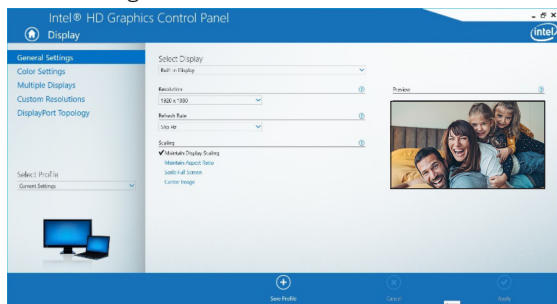 Intel® HD Graphics Control Panel
Display
intel
General Settings
Color Settings
Multiple Displays
Custom Resolutions
DisplayPort Topology
Select Profile
Current Settings
Select Display
Built-in Display
Resolution
1920 x 1080
Refresh Rate
Hz
Scaling
Maintain Display Scaling
Maintain Aspect Ratio
Scale Full Screen
Center Image
Preview
Save Profile
Cancel
Apply